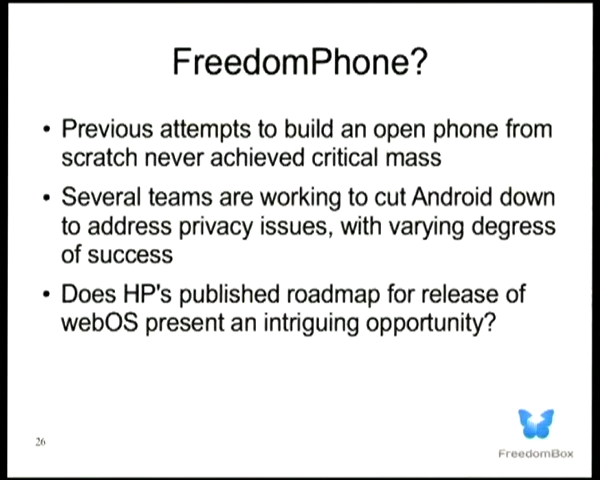 FreedomPhone?
• Previous attempts to build an open phone from
scratch never achieved critical mass
• Several teams are working to cut Android down
to address privacy issues, with varying degress
of success
• Does HP's published roadmap for release of
webOS present an intriguing opportunity?
26
FreedomBox